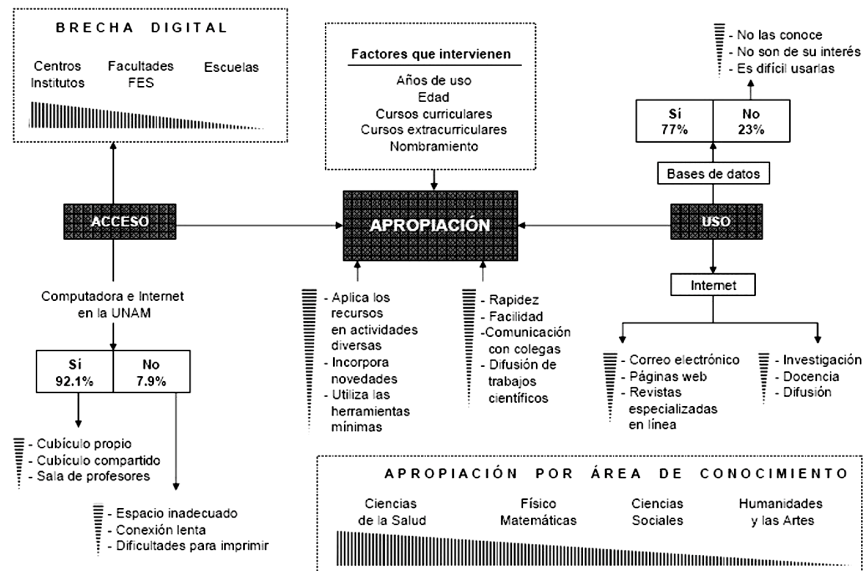 BRECHA DIGITAL
Centros
Institutos
Facultades
FES
Escuelas
Factores que intervienen
Años de uso
Edad
Cursos curriculares
Cursos extracurriculares
Nombramiento
- No las conoce
- No son de su interés
- Es difícil usarlas
Sí
77%
No
23%
Bases de datos
ACCESO
APROPIACIÓN
USO
Computadora e Internet
en la UNAM
Sí
92.1%
No
7.9%
- Cubículo propio
- Cubículo compartido
- Sala de profesores
- Espacio inadecuado
- Conexión lenta
- Dificultades para imprimir
- Aplica los
recursos
en actividades
diversas
- Incorpora
novedades
- Utiliza las
herramientas
mínimas
- Rapidez
- Facilidad
-Comunicación
con colegas
- Difusión de
trabajos
científicos
Internet
- Correo electrónico
- Páginas web
- Revistas
especializadas
en línea
- Investigación
- Docencia
- Difusión
APROPIACIÓN POR ÁREA DE CONOCIMIENTO
Ciencias
de la Salud
Físico
Matemáticas
Ciencias
Sociales
Humanidades
y las Artes